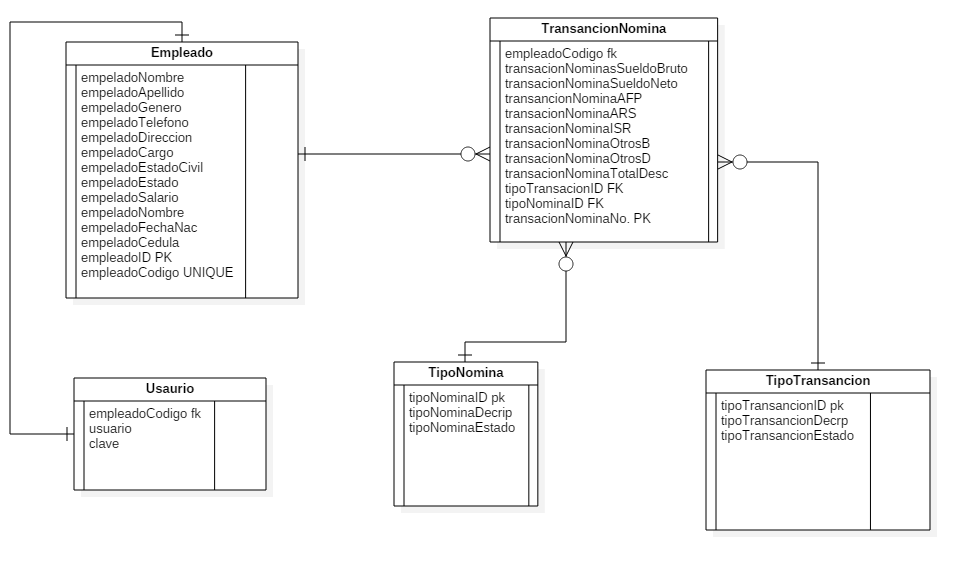 Empleado
empeladoNombre
empeladoApellido
empeladoGenero
empeladoTelefono
empeladoDireccion
empeladoCargo
empeladoEstadoCivil
empeladoEstado
empeladoSalario
empeladoNombre
empeladoFechaNac
empeladoCedula
empleadoID PK
empleadoCodigo UNIQUE
TransancionNomina
empleadoCodigo fk
transacionNominasSueldoBruto
transacionNominaSueldoNeto
transancionNominaAFP
transacionNominaARS
transacionNominaISR
transacionNominaOtrosB
transacionNominaOtrosD
transacionNominaTotalDesc
tipoTransacionID FK
tipoNominaID FK
transacionNominaNo. PK
Usaurio
empleadoCodigo fk
usuario
clave
TipoNomina
tipoNominaID pk
tipoNominaDecrip
tipoNominaEstado
TipoTransancion
tipoTransancionID pk
tipoTransancionDecrp
tipoTransancionEstado